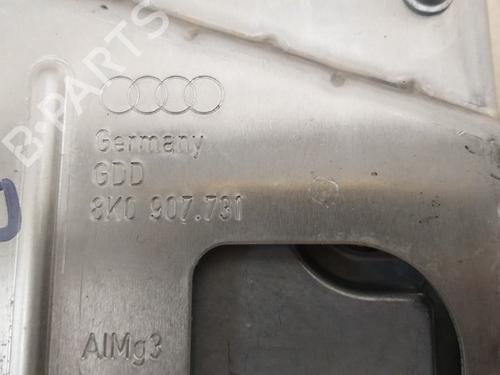 B-PARTS
Germany
GDD
8K0 907.731
AlMg3